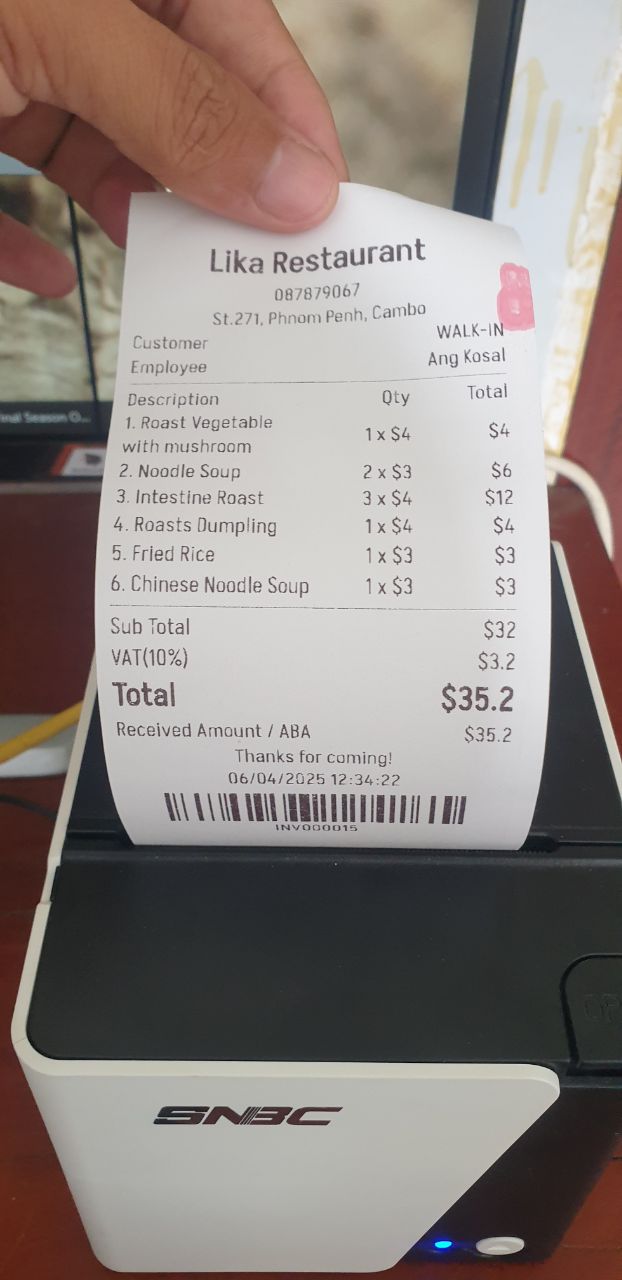 Lika Restaurant
087879067
St.271, Phnom Penh, Cambo
Customer WALK-IN
Employee Ang Kosal
Description Qty Total
1. Roast Vegetable
with mushroom 1 x $4 $4
2. Noodle Soup 2 x $3 $6
3. Intestine Roast 3 x $4 $12
4. Roasts Dumpling 1 x $4 $4
5. Fried Rice 1 x $3 $3
6. Chinese Noodle Soup 1 x $3 $3
Sub Total $32
VAT(10%) $3.2
Total $35.2
Received Amount / ABA $35.2
Thanks for coming!
06/04/2025 12:34:22
INV000015
SNBC
Season